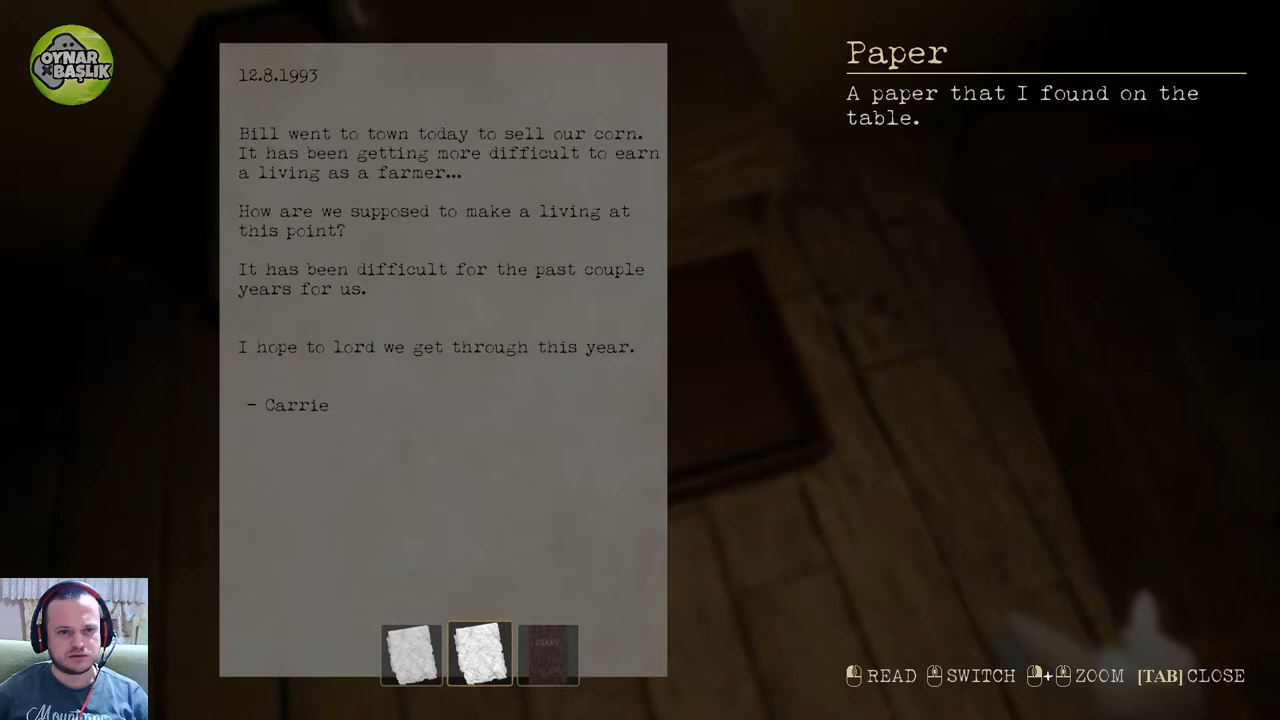 OYNAR
BAŞLIK
12.8.1993
Bill went to town today to sell our corn.
It has been getting more difficult to earn
a living as a farmer...
How are we supposed to make a living at
this point?
It has been difficult for the past couple
years for us.
I hope to lord we get through this year.
- Carrie
Paper
A paper that I found on the
table.
DIARY
READ SWITCH + ZOOM [TAB] CLOSE